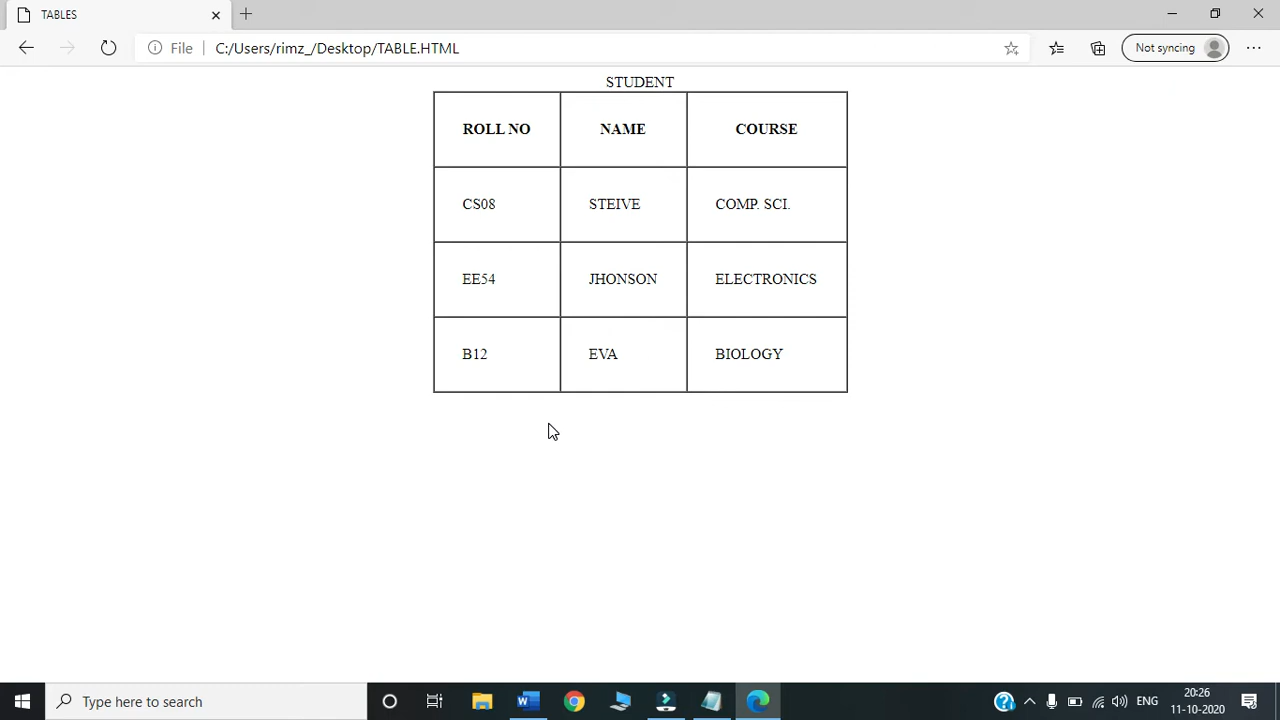 TABLES
File C:/Users/rimz_/Desktop/TABLE.HTML
Not syncing
STUDENT
ROLL NO NAME COURSE
CS08 STEIVE COMP. SCI.
EE54 JHONSON ELECTRONICS
B12 EVA BIOLOGY
Type here to search
ENG
20:26
11-10-2020